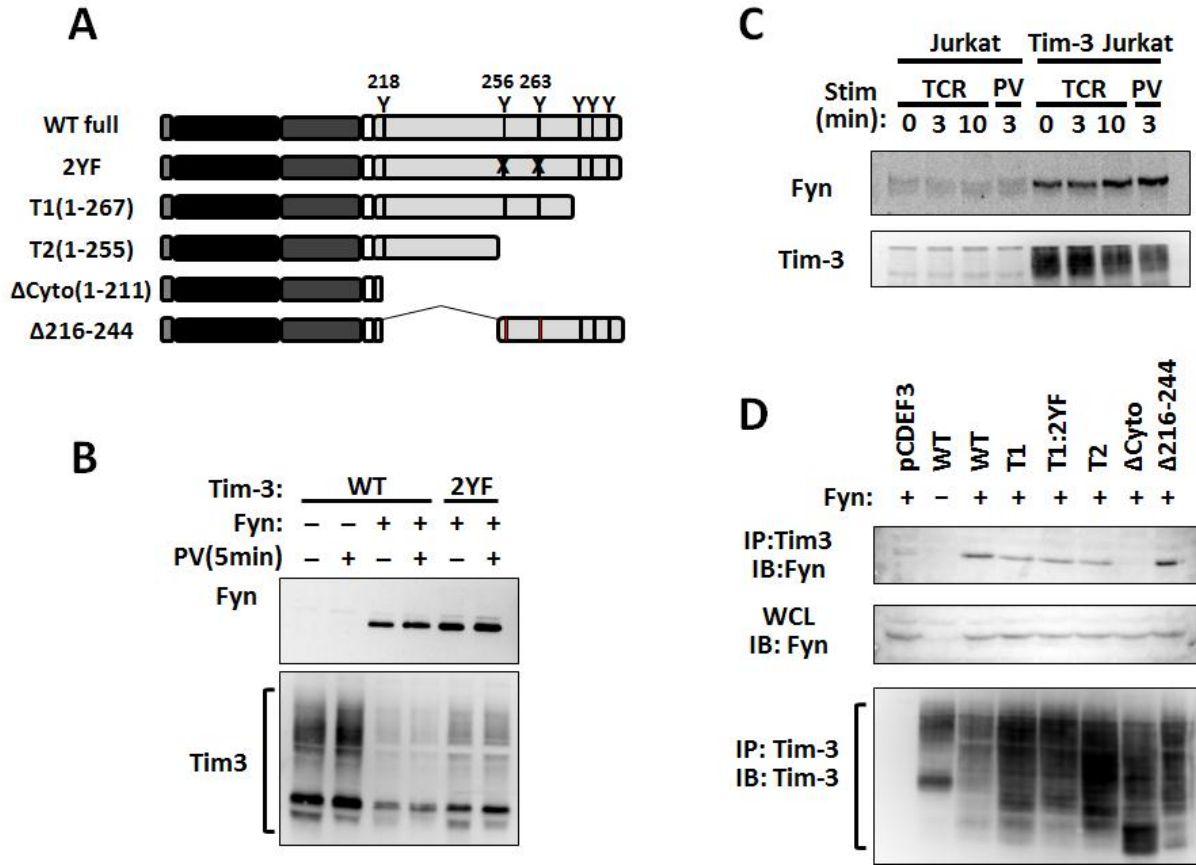 A
218 256 263
Y Y Y YYY
WT full
2YF
X X
T1(1-267)
T2(1-255)
ΔCyto(1-211)
Δ216-244
B
Tim-3: WT 2YF
Fyn: – – + + + +
PV(5min) – + – + – +
Fyn
Tim3
C
Jurkat Tim-3 Jurkat
Stim TCR PV TCR PV
(min): 0 3 10 3 0 3 10 3
Fyn
Tim-3
D
pCDEF3 WT WT T1 T1:2YF T2 ΔCyto Δ216-244
Fyn: + – + + + + + +
IP:Tim3
IB:Fyn
WCL
IB: Fyn
IP: Tim-3
IB: Tim-3